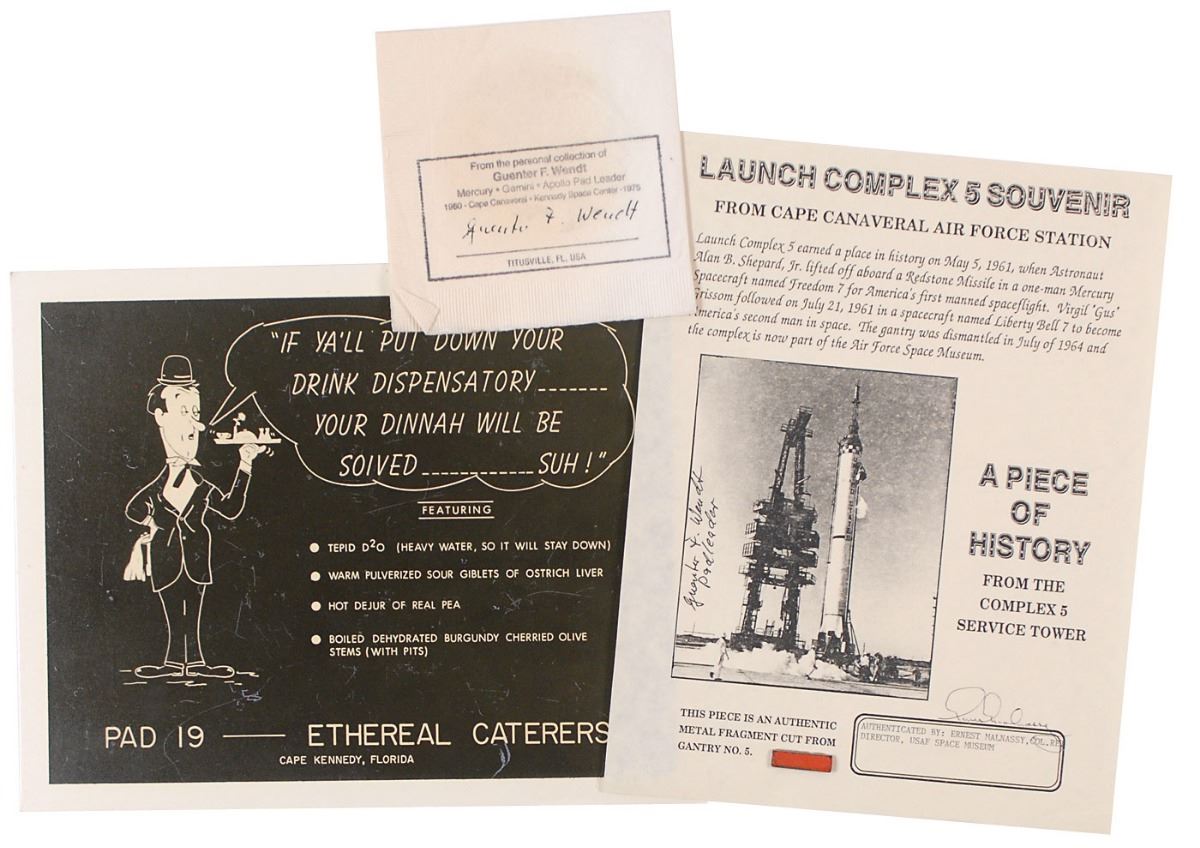 From the personal collection of
Guenter F. Wendt
Mercury • Gemini • Apollo Pad Leader
1960 - Cape Canaveral • Kennedy Space Center - 1975
Guenter F. Wendt
TITUSVILLE, FL, USA
"IF YA'LL PUT DOWN YOUR
DRINK DISPENSATORY_______
YOUR DINNAH WILL BE
SOIVED____________SUH!"
FEATURING
● TEPID D²O (HEAVY WATER, SO IT WILL STAY DOWN)
● WARM PULVERIZED SOUR GIBLETS OF OSTRICH LIVER
● HOT DEJUR OF REAL PEA
● BOILED DEHYDRATED BURGUNDY CHERRIED OLIVE
STEMS (WITH PITS)
PAD 19 — ETHEREAL CATERERS
CAPE KENNEDY, FLORIDA
LAUNCH COMPLEX 5 SOUVENIR
FROM CAPE CANAVERAL AIR FORCE STATION
Launch Complex 5 earned a place in history on May 5, 1961, when Astronaut
Alan B. Shepard, Jr. lifted off aboard a Redstone Missile in a one-man Mercury
Spacecraft named Freedom 7 for America's first manned spaceflight. Virgil 'Gus'
Grissom followed on July 21, 1961 in a spacecraft named Liberty Bell 7 to become
America's second man in space. The gantry was dismantled in July of 1964 and
the complex is now part of the Air Force Space Museum.
Guenter F. Wendt
Padleader
A PIECE
OF
HISTORY
FROM THE
COMPLEX 5
SERVICE TOWER
THIS PIECE IS AN AUTHENTIC
METAL FRAGMENT CUT FROM
GANTRY NO. 5.
AUTHENTICATED BY: ERNEST MALNASSY, COL.RET
DIRECTOR, USAF SPACE MUSEUM